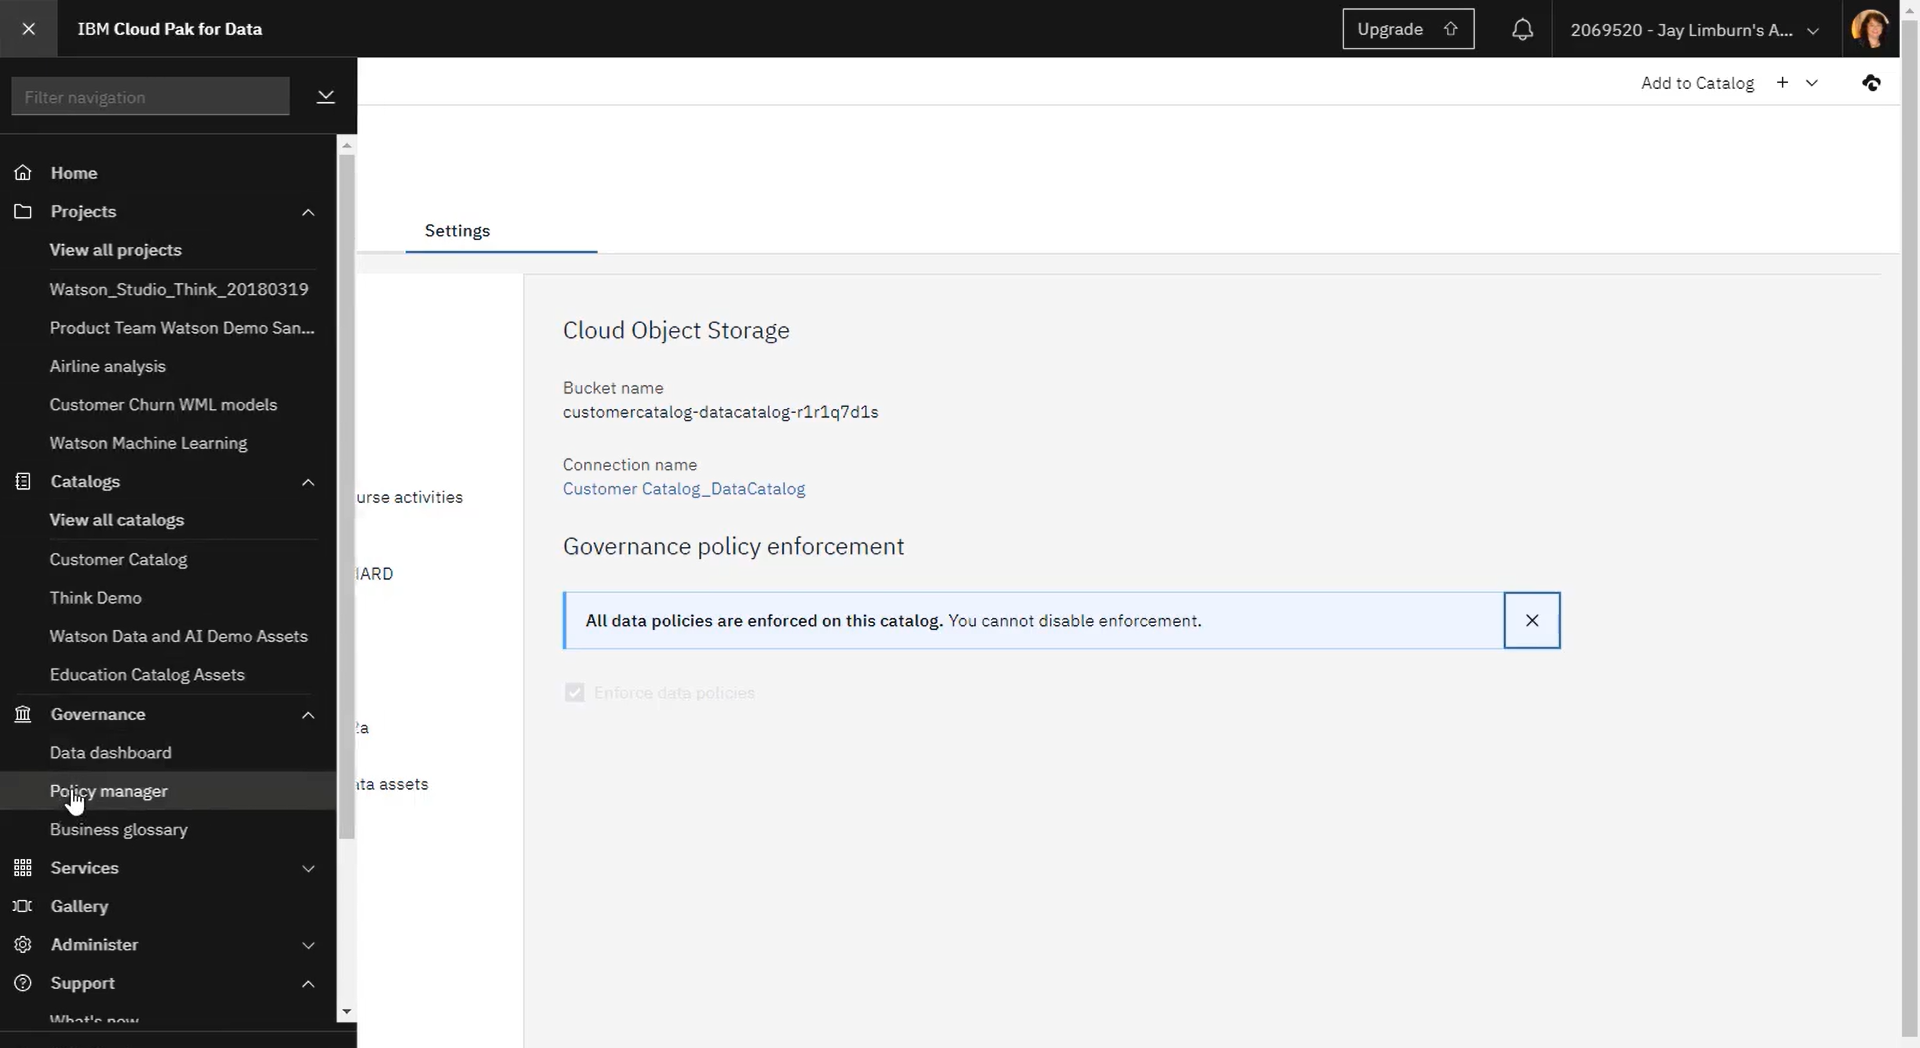 IBM Cloud Pak for Data
Upgrade
2069520 - Jay Limburn's A...
Filter navigation
Add to Catalog
Home
Projects
View all projects
Watson_Studio_Think_20180319
Product Team Watson Demo San...
Airline analysis
Customer Churn WML models
Watson Machine Learning
Catalogs
View all catalogs
Customer Catalog
Think Demo
Watson Data and AI Demo Assets
Education Catalog Assets
Governance
Data dashboard
Policy manager
Business glossary
Services
Gallery
Administer
Support
What's new
Settings
urse activities
IARD
2a
ata assets
Cloud Object Storage
Bucket name
customercatalog-datacatalog-r1r1q7d1s
Connection name
Customer Catalog_DataCatalog
Governance policy enforcement
All data policies are enforced on this catalog. You cannot disable enforcement.
Enforce data policies